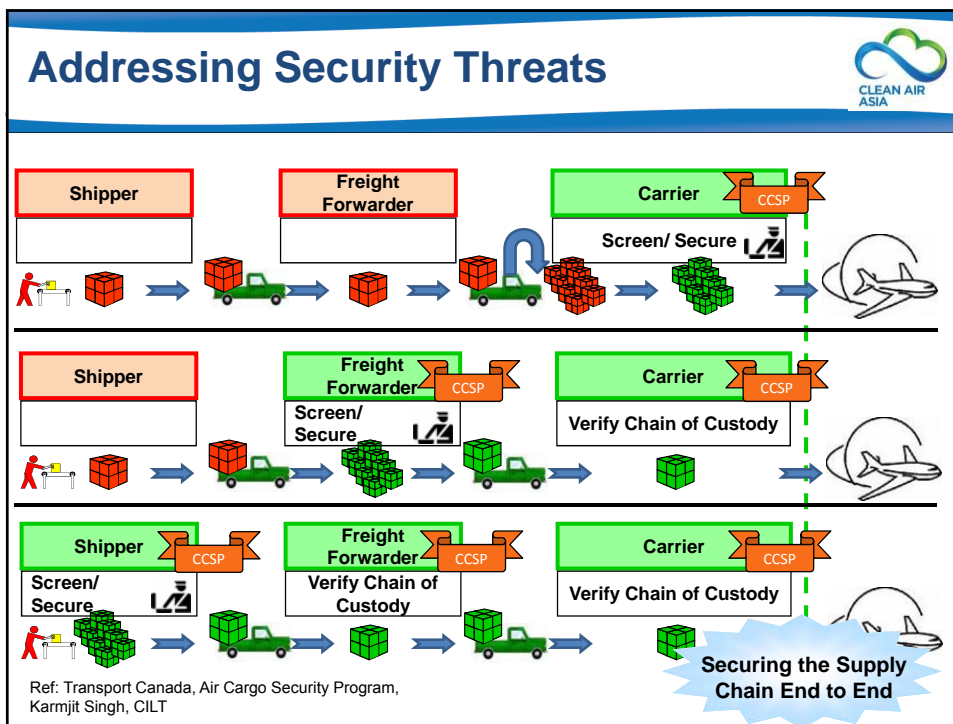 Addressing Security Threats
CLEAN AIR
ASIA
Shipper
Freight
Forwarder
Carrier
CCSP
Screen/ Secure
Shipper
Freight
Forwarder
CCSP
Carrier
CCSP
Screen/
Secure
Verify Chain of Custody
Shipper
CCSP
Freight
Forwarder
CCSP
Carrier
CCSP
Screen/
Secure
Verify Chain of
Custody
Verify Chain of Custody
Securing the Supply
Chain End to End
Ref: Transport Canada, Air Cargo Security Program,
Karmjit Singh, CILT